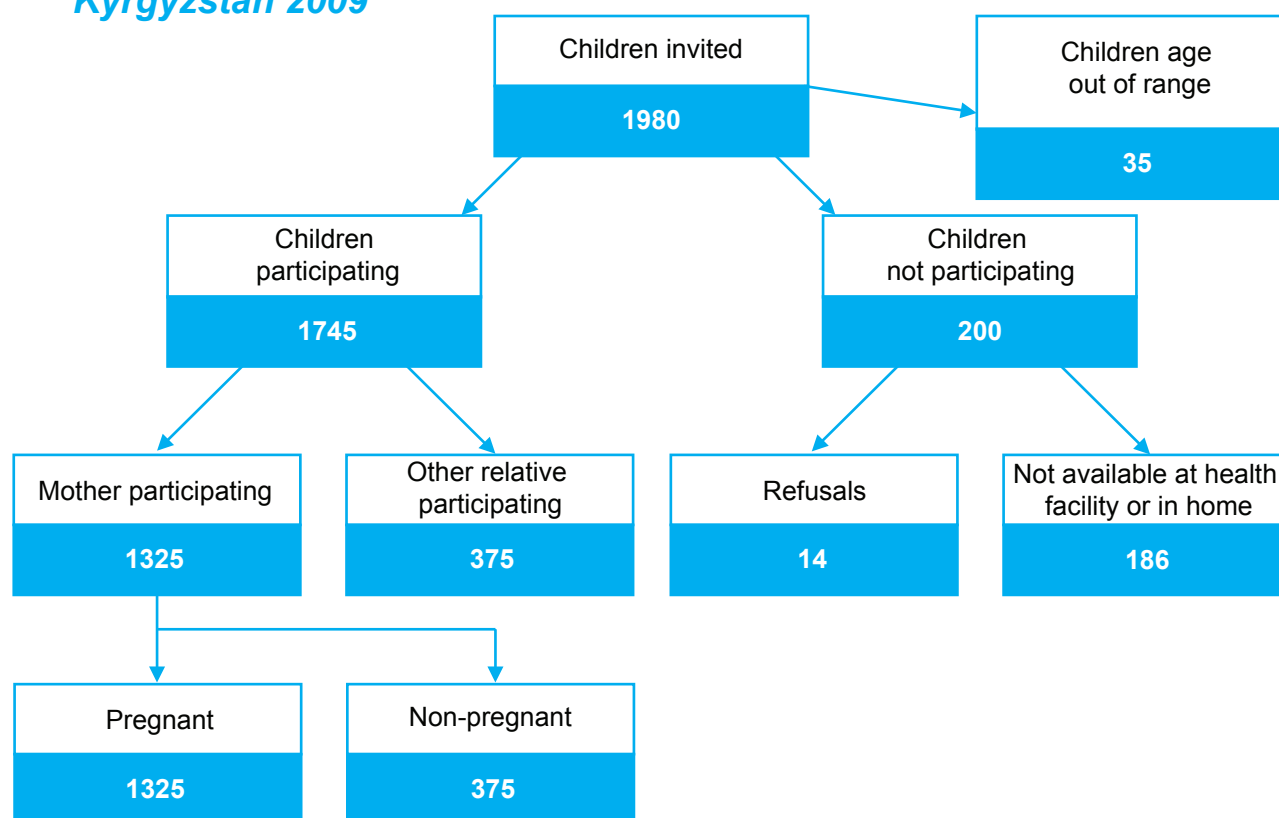 Kyrgyzstan 2009
Children invited
1980
Children age
out of range
35
Children
participating
1745
Children
not participating
200
Mother participating
1325
Other relative
participating
375
Refusals
14
Not available at health
facility or in home
186
Pregnant
1325
Non-pregnant
375